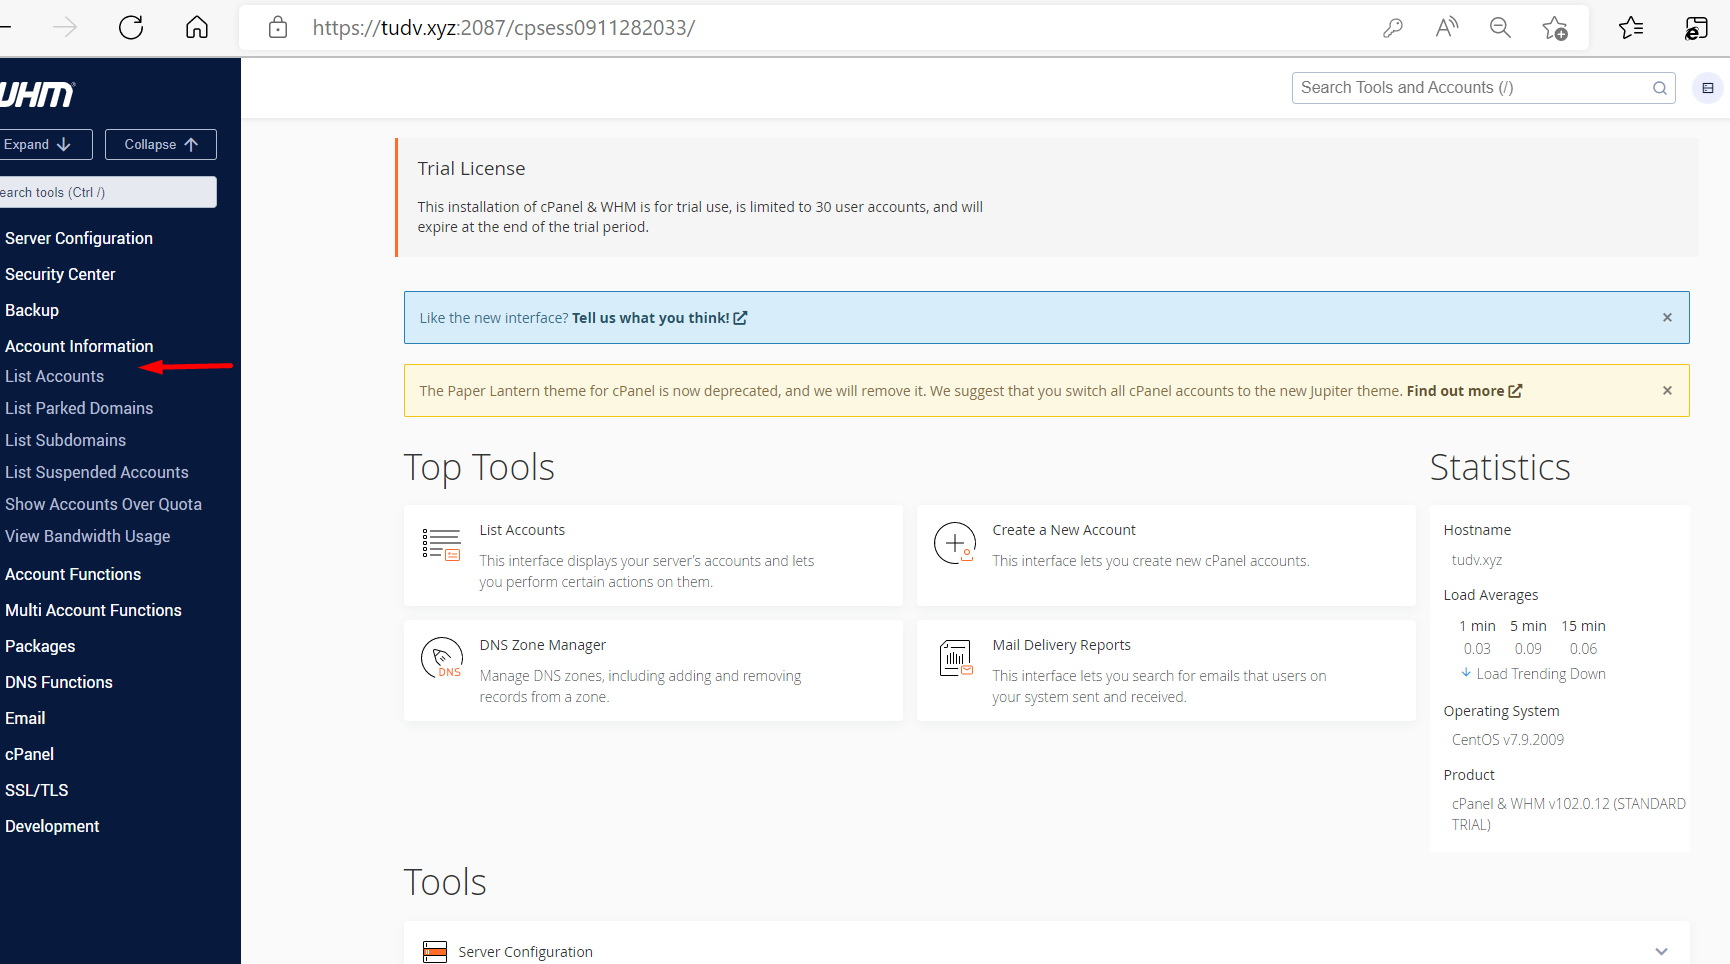 https://tudv.xyz:2087/cpsess0911282033/
WHM
Search Tools and Accounts (/)
Expand
Collapse
earch tools (Ctrl /)
Server Configuration
Security Center
Backup
Account Information
List Accounts
List Parked Domains
List Subdomains
List Suspended Accounts
Show Accounts Over Quota
View Bandwidth Usage
Account Functions
Multi Account Functions
Packages
DNS Functions
Email
cPanel
SSL/TLS
Development
Trial License
This installation of cPanel & WHM is for trial use, is limited to 30 user accounts, and will
expire at the end of the trial period.
Like the new interface? Tell us what you think!
The Paper Lantern theme for cPanel is now deprecated, and we will remove it. We suggest that you switch all cPanel accounts to the new Jupiter theme. Find out more
Top Tools
List Accounts
This interface displays your server's accounts and lets
you perform certain actions on them.
Create a New Account
This interface lets you create new cPanel accounts.
DNS
DNS Zone Manager
Manage DNS zones, including adding and removing
records from a zone.
Mail Delivery Reports
This interface lets you search for emails that users on
your system sent and received.
Statistics
Hostname
tudv.xyz
Load Averages
1 min 5 min 15 min
0.03 0.09 0.06
Load Trending Down
Operating System
CentOS v7.9.2009
Product
cPanel & WHM v102.0.12 (STANDARD
TRIAL)
Tools
Server Configuration